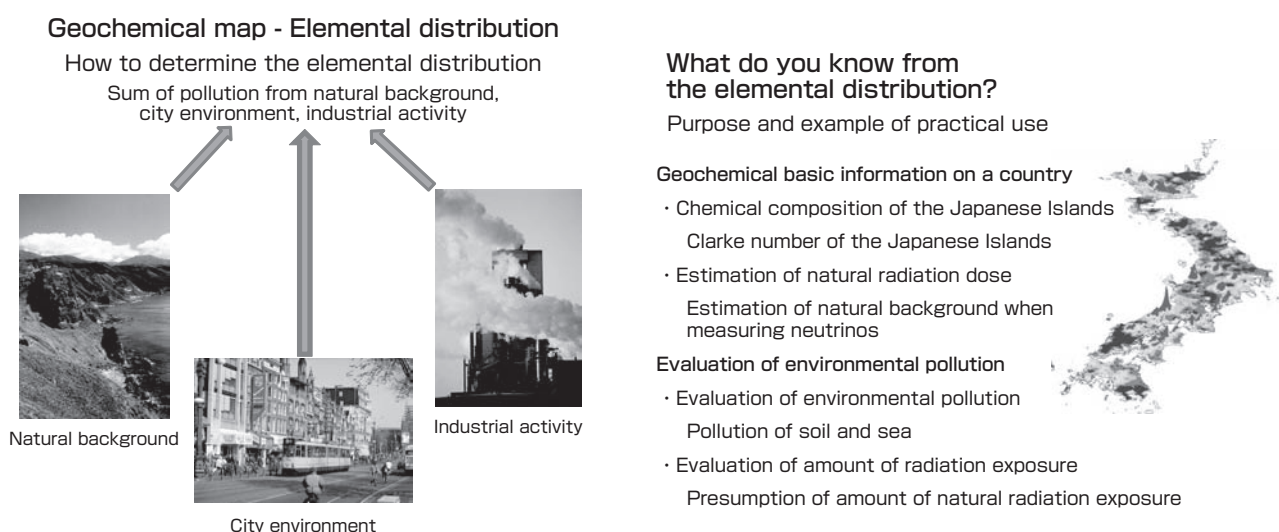 Geochemical map - Elemental distribution
How to determine the elemental distribution
Sum of pollution from natural background,
city environment, industrial activity
Natural background
City environment
Industrial activity
What do you know from
the elemental distribution?
Purpose and example of practical use
Geochemical basic information on a country
・Chemical composition of the Japanese Islands
Clarke number of the Japanese Islands
・Estimation of natural radiation dose
Estimation of natural background when
measuring neutrinos
Evaluation of environmental pollution
・Evaluation of environmental pollution
Pollution of soil and sea
・Evaluation of amount of radiation exposure
Presumption of amount of natural radiation exposure